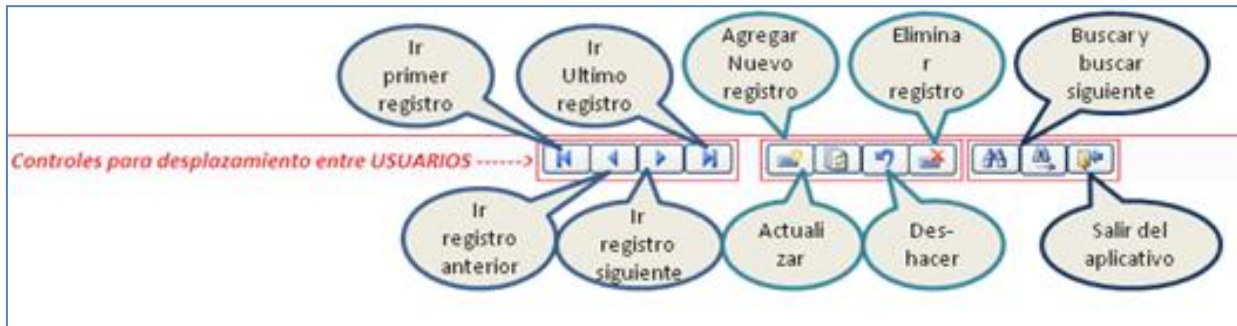 Ir
primer
registro
Ir
Ultimo
registro
Agregar
Nuevo
registro
Elimina
r
registro
Buscar y
buscar
siguiente
Controles para desplazamiento entre USUARIOS ------>
Ir
registro
anterior
Ir
registro
siguiente
Actuali
zar
Des-
hacer
Salir del
aplicativo